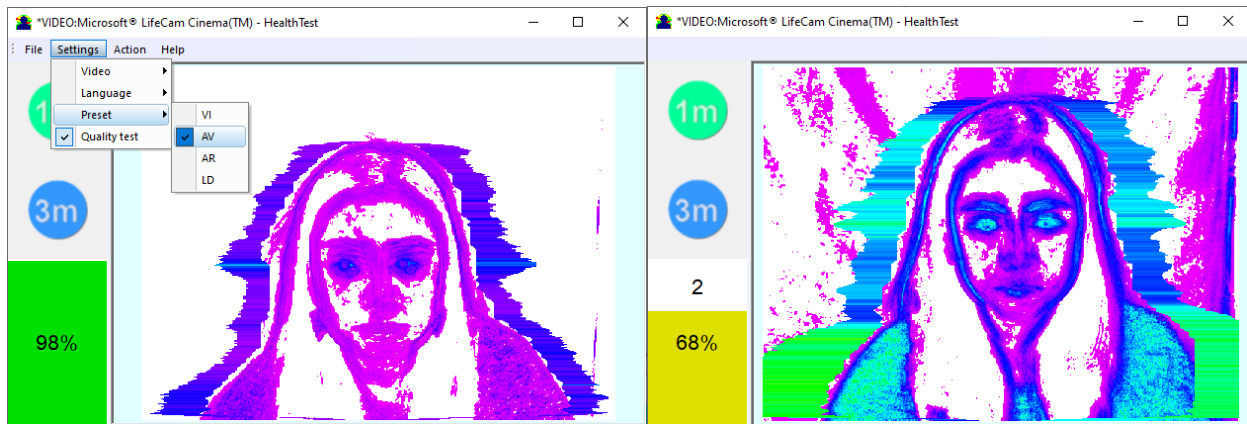 *VIDEO:Microsoft® LifeCam Cinema(TM) - HealthTest
File Settings Action Help
Video
Language
Preset
Quality test
VI
AV
AR
LD
1
3m
98%
*VIDEO:Microsoft® LifeCam Cinema(TM) - HealthTest
1m
3m
2
68%